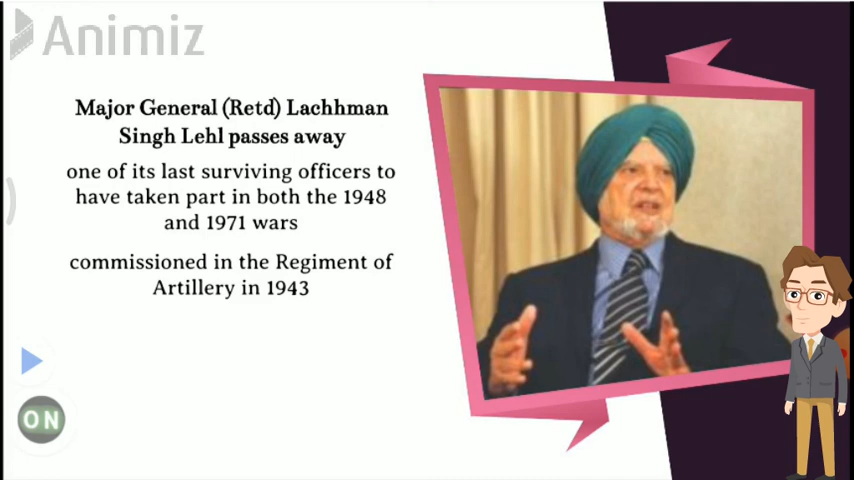 Animiz
Major General (Retd) Lachhman
Singh Lehl passes away
one of its last surviving officers to
have taken part in both the 1948
and 1971 wars
commissioned in the Regiment of
Artillery in 1943
ON